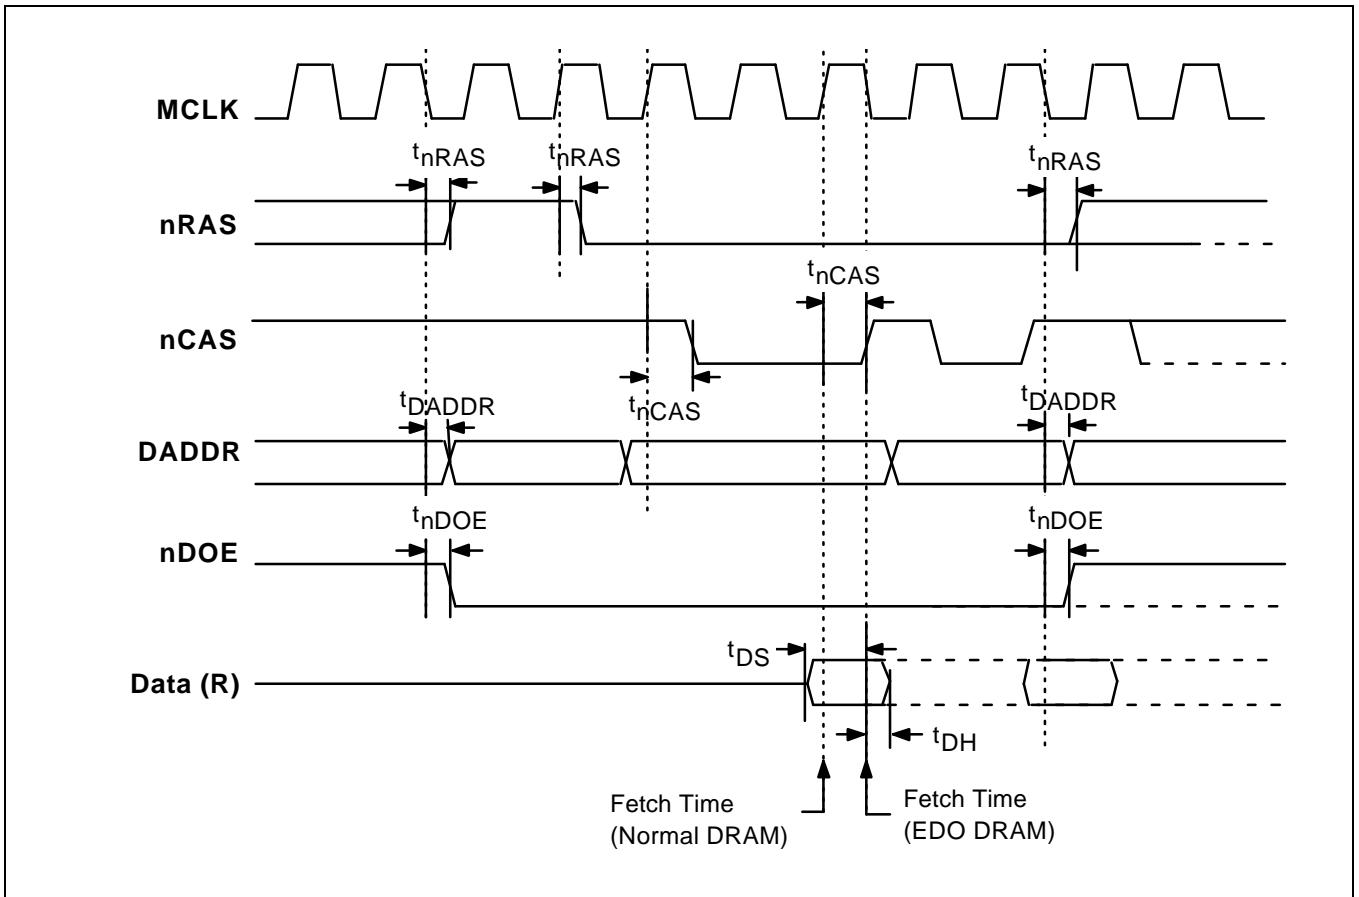 MCLK
tnRAS
tnRAS
tnRAS
nRAS
tnCAS
nCAS
tDADDR
tnCAS
tDADDR
DADDR
tnDOE
tnDOE
nDOE
tDS
Data (R)
tDH
Fetch Time
(Normal DRAM)
Fetch Time
(EDO DRAM)